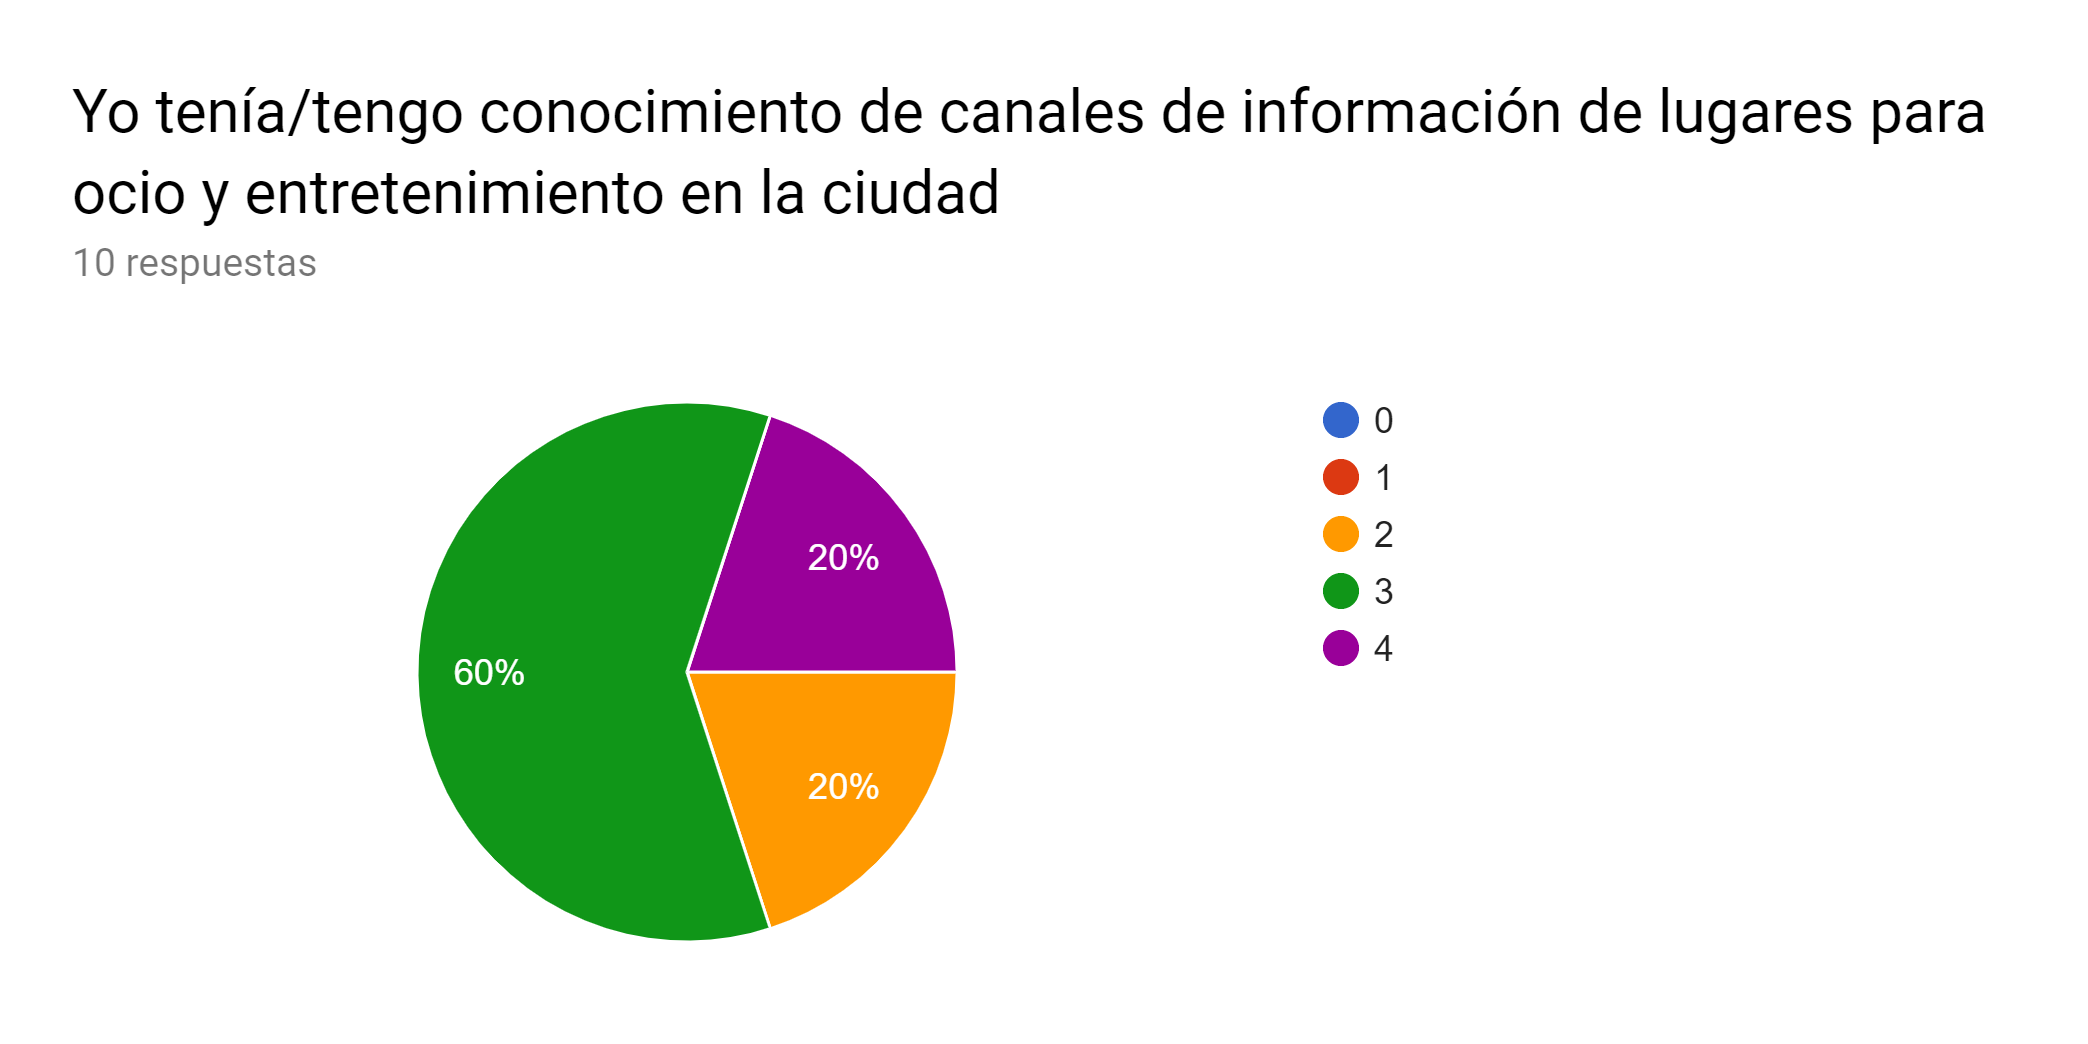 Yo tenía/tengo conocimiento de canales de información de lugares para
ocio y entretenimiento en la ciudad
10 respuestas
0
1
2
3
4
20%
60%
20%